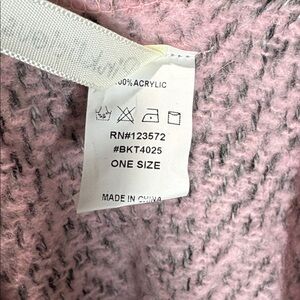 100% ACRYLIC
RN#123572
#BKT4025
ONE SIZE
MADE IN CHINA